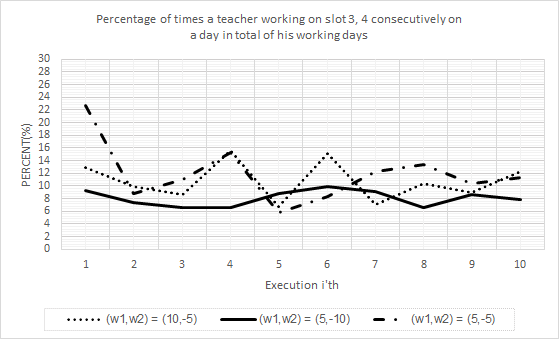 Percentage of times a teacher working on slot 3, 4 consecutively on
a day in total of his working days
PERCENT(%)
30
28
26
24
22
20
18
16
14
12
10
8
6
4
2
0
1 2 3 4 5 6 7 8 9 10
Execution i'th
(w1,w2) = (10,-5) (w1,w2) = (5,-10) (w1,w2) = (5,-5)